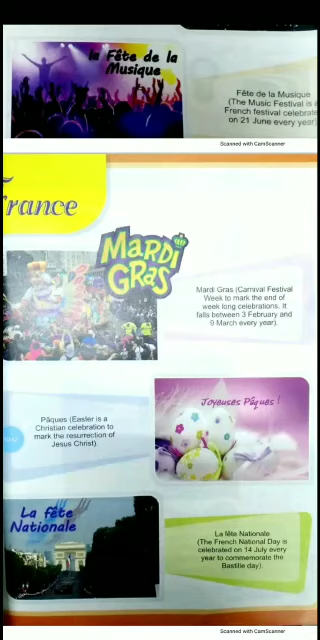 la Fête de la
Musique
Fête de la Musique
(The Music Festival is a
French festival celebrate
on 21 June every year)
Scanned with CamScanner
rance
MARDI
GRAS
Mardi Gras (Carnival Festival
Week to mark the end of
week long celebrations. It
falls between 3 February and
9 March every year).
Joyeuses Pâques !
Pâques (Easter is a
Christian celebration to
mark the resurrection of
Jesus Christ).
La fête
Nationale
La fête Nationale
(The French National Day is
celebrated on 14 July every
year to commemorate the
Bastille day).
Scanned with CamScanner